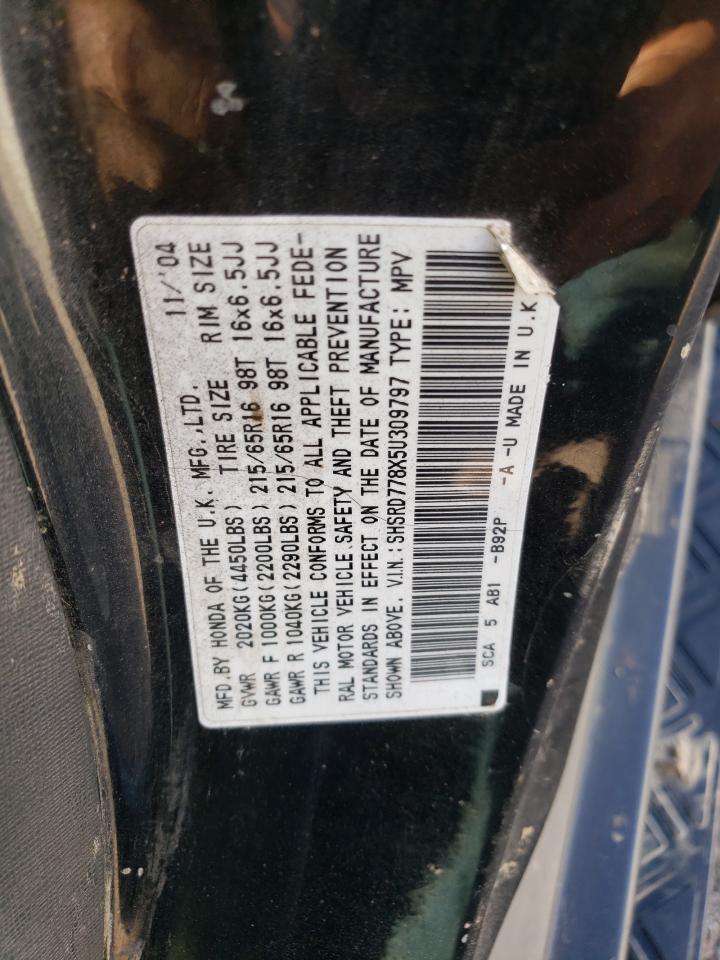 MFD.BY HONDA OF THE U.K. MFG.,LTD. 11/'04
GVWR 2020KG(4450LBS) TIRE SIZE RIM SIZE
GAWR F 1000KG(2200LBS) 215/65R16 98T 16x6.5JJ
GAWR R 1040KG(2290LBS) 215/65R16 98T 16x6.5JJ
THIS VEHICLE CONFORMS TO ALL APPLICABLE FEDE-
RAL MOTOR VEHICLE SAFETY AND THEFT PREVENTION
STANDARDS IN EFFECT ON THE DATE OF MANUFACTURE
SHOWN ABOVE. V.I.N.:SHSRD778X5U309797 TYPE: MPV
SCA 5 AB1 -B92P -A -U MADE IN U.K